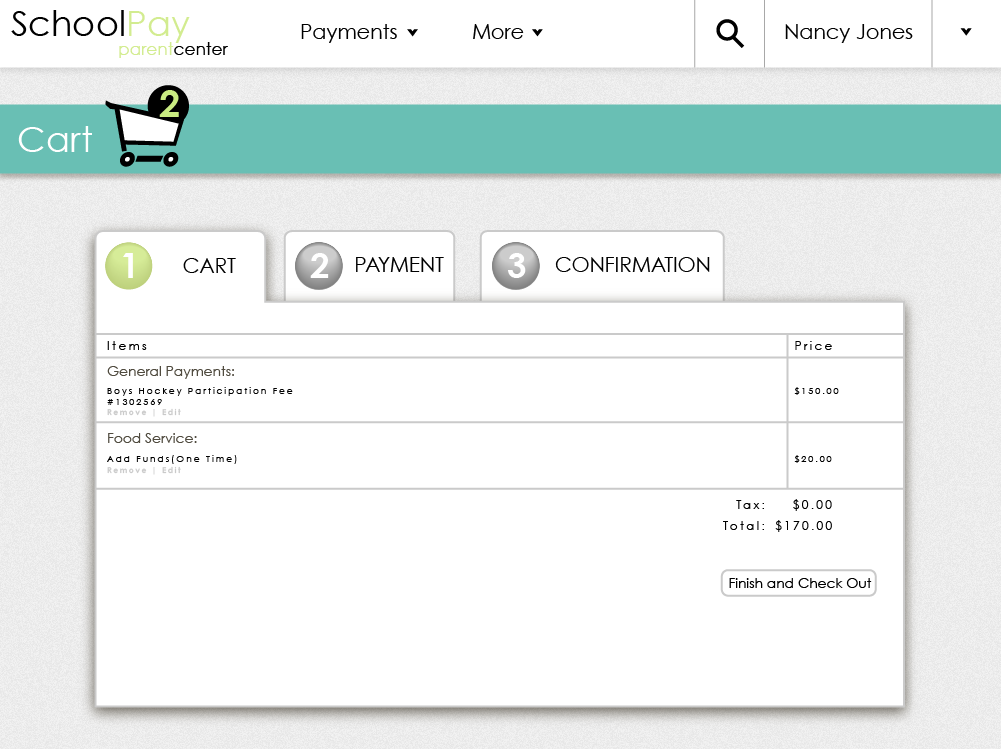 SchoolPay
parentcenter
Payments More Nancy Jones
2
Cart
1 CART 2 PAYMENT 3 CONFIRMATION
Items Price
General Payments:
Boys Hockey Participation Fee $150.00
#1302569
Remove | Edit
Food Service:
Add Funds(One Time) $20.00
Remove | Edit
Tax: $0.00
Total: $170.00
Finish and Check Out